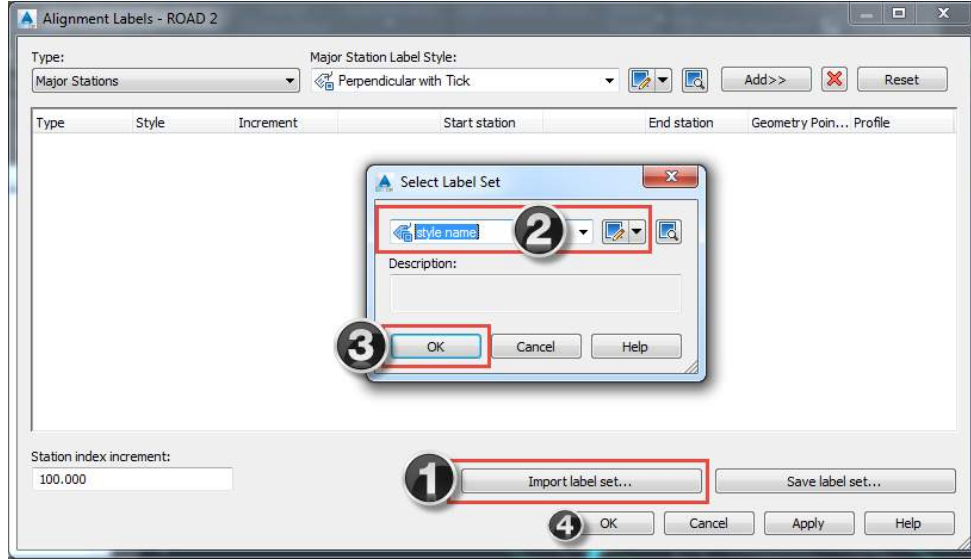 Alignment Labels - ROAD 2
Type:
Major Station Label Style:
Major Stations
Perpendicular with Tick
Add>>
Reset
Type Style Increment Start station End station Geometry Poin... Profile
Select Label Set
style name
2
Description:
3
OK Cancel Help
Station index increment:
100.000
1
Import label set...
Save label set...
4
OK Cancel Apply Help